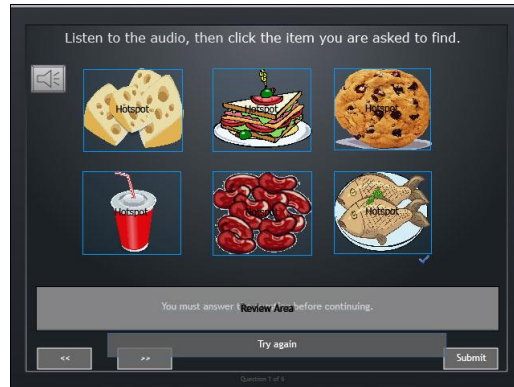 Listen to the audio, then click the item you are asked to find.
Hotspot
Hotspot
Hotspot
Hotspot
Hotspot
Hotspot
You must answer before continuing.
Review Area
Try again
<<
>>
Submit
Question 1 of 6